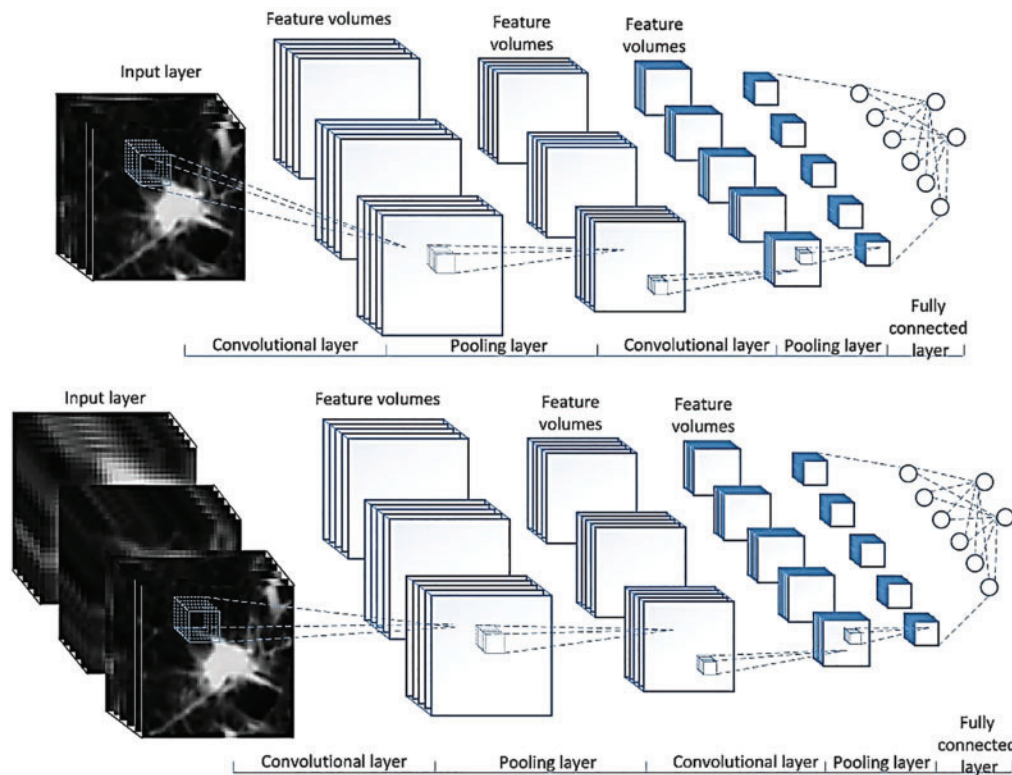 Feature volumes
Feature
volumes
Feature
volumes
Input layer
Fully
connected
layer
Convolutional layer
Pooling layer
Convolutional layer
Pooling layer
Input layer
Feature volumes
Feature
volumes
Feature
volumes
Fully
connected
layer
Convolutional layer
Pooling layer
Convolutional layer
Pooling layer